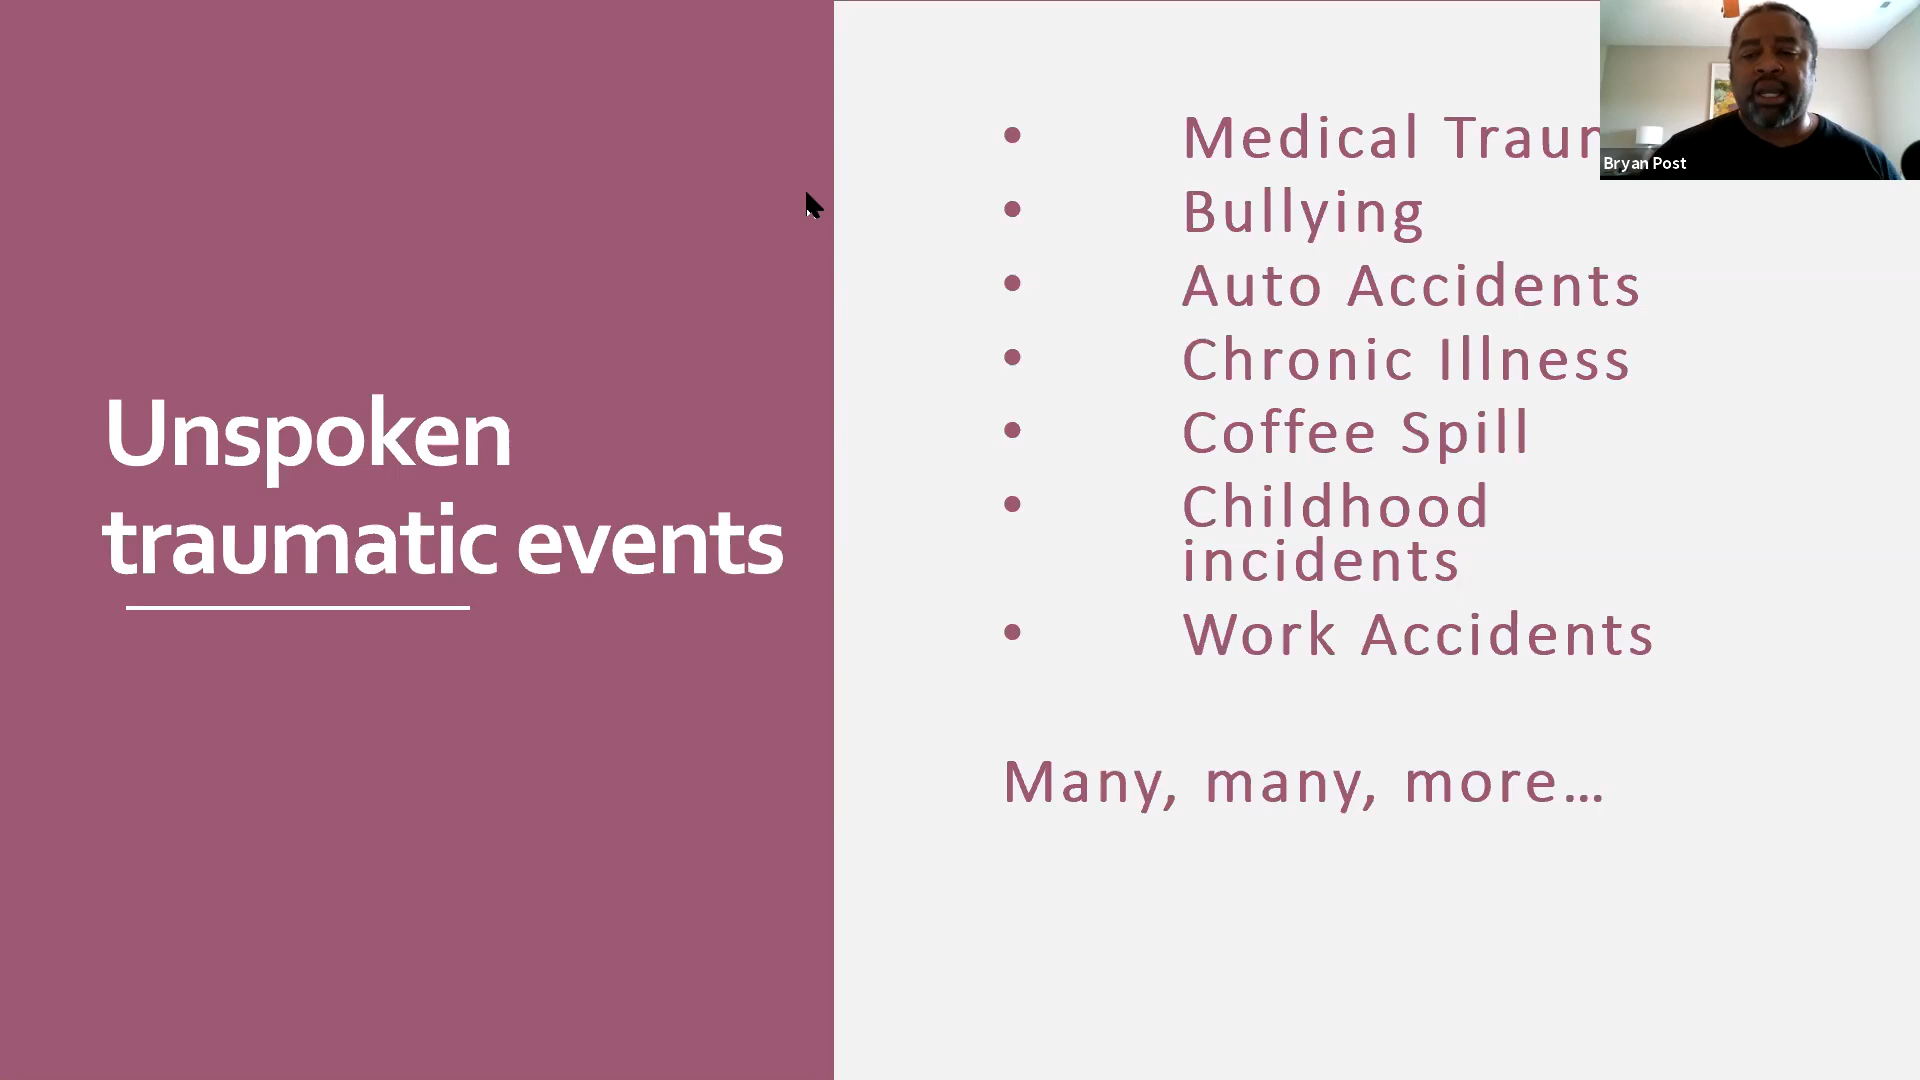 Unspoken
traumatic events
• Medical
• Bullying
• Auto Accidents
• Chronic Illness
• Coffee Spill
• Childhood
incidents
• Work Accidents
Many, many, more…
Bryan Post